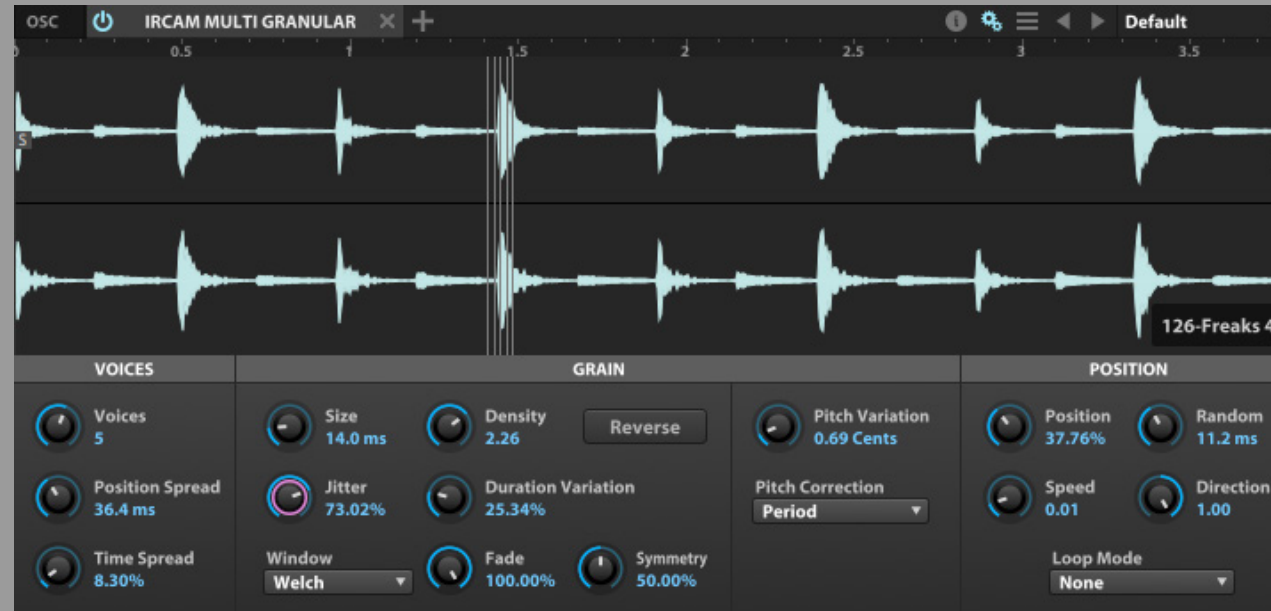 OSC IRCAM MULTI GRANULAR Default
0.5 1 1.5 2 2.5 3 3.5
S
126-Freaks 4
VOICES GRAIN POSITION
Voices Size Density Reverse Pitch Variation Position Random
5 14.0 ms 2.26 0.69 Cents 37.76% 11.2 ms
Position Spread Jitter Duration Variation Pitch Correction Speed Direction
36.4 ms 73.02% 25.34% Period 0.01 1.00
Time Spread Window Fade Symmetry Loop Mode
8.30% Welch 100.00% 50.00% None